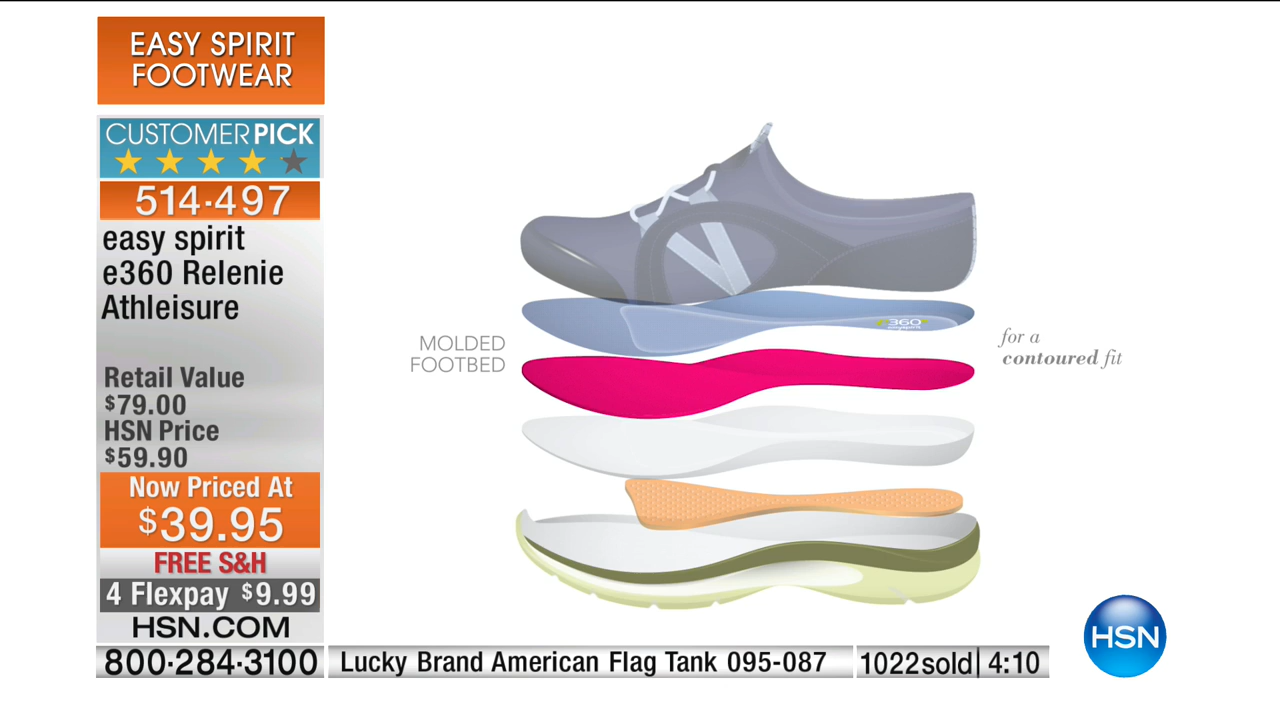 EASY SPIRIT
FOOTWEAR
CUSTOMERPICK
514·497
easy spirit
e360 Relenie
Athleisure
Retail Value
$79.00
HSN Price
$59.90
Now Priced At
$39.95
FREE S&H
4 Flexpay $9.99
HSN.COM
800·284·3100
Lucky Brand American Flag Tank 095-087
1022sold| 4:10
MOLDED
FOOTBED
360
for a
contoured fit
HSN